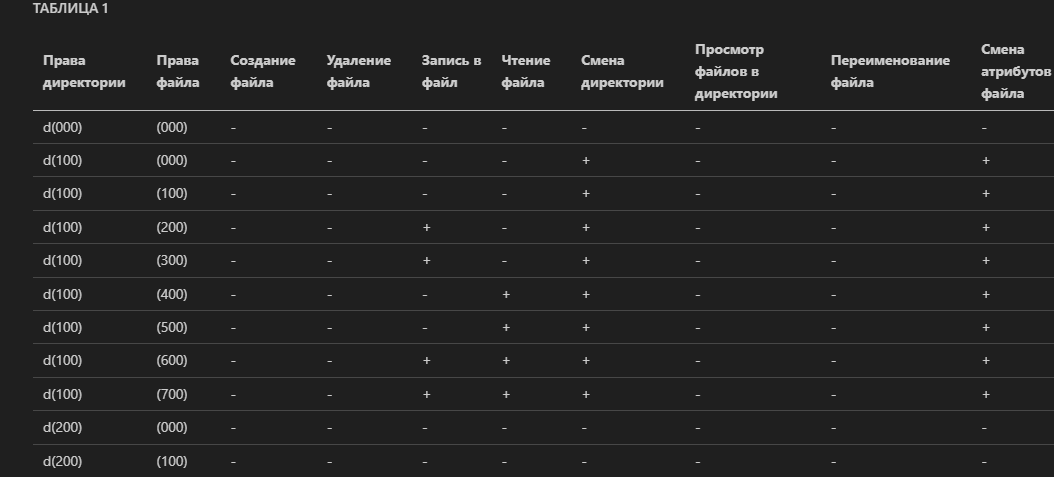 ТАБЛИЦА 1
Права директории Права файла Создание файла Удаление файла Запись в файл Чтение файла Смена директории Просмотр файлов в директории Переименование файла Смена атрибутов файла
d(000) (000) - - - - - - - -
d(100) (000) - - - - + - - +
d(100) (100) - - - - + - - +
d(100) (200) - - + - + - - +
d(100) (300) - - + - + - - +
d(100) (400) - - - + + - - +
d(100) (500) - - - + + - - +
d(100) (600) - - + + + - - +
d(100) (700) - - + + + - - +
d(200) (000) - - - - - - - -
d(200) (100) - - - - - - - -